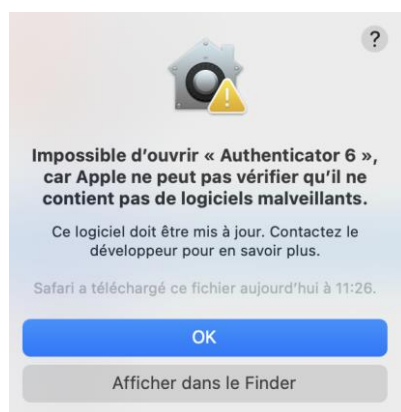 ?
Impossible d'ouvrir « Authenticator 6 »,
car Apple ne peut pas vérifier qu'il ne
contient pas de logiciels malveillants.
Ce logiciel doit être mis à jour. Contactez le
développeur pour en savoir plus.
Safari a téléchargé ce fichier aujourd'hui à 11:26.
OK
Afficher dans le Finder